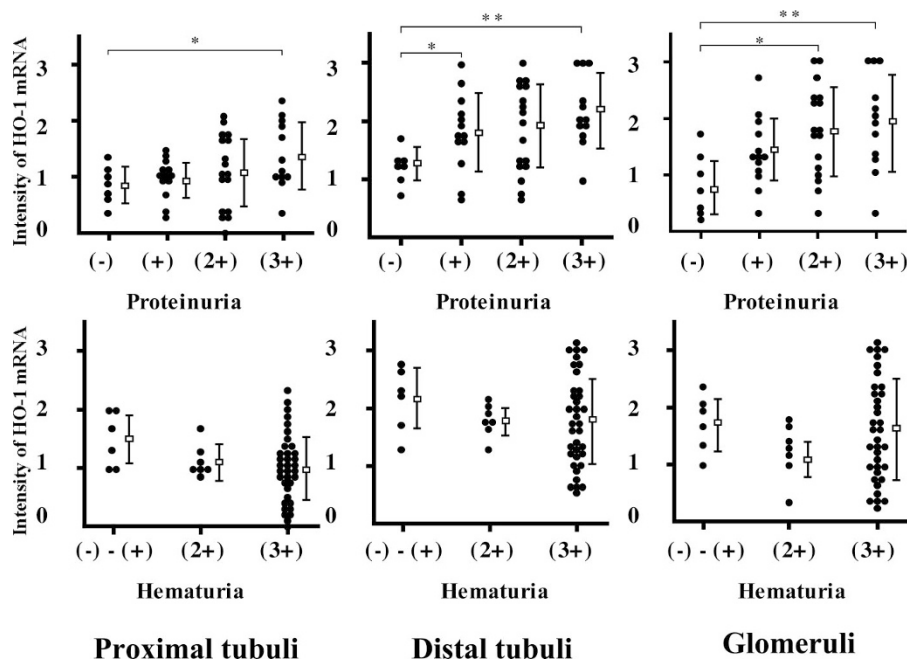 * ** * ** *
Intensity of HO-1 mRNA
3 3 3
2 2 2
1 1 1
0 0 0
(-) (+) (2+) (3+) (-) (+) (2+) (3+) (-) (+) (2+) (3+)
Proteinuria Proteinuria Proteinuria
Intensity of HO-1 mRNA
3 3 3
2 2 2
1 1 1
0 0 0
(-) - (+) (2+) (3+) (-) - (+) (2+) (3+) (-) - (+) (2+) (3+)
Hematuria Hematuria Hematuria
Proximal tubuli Distal tubuli Glomeruli